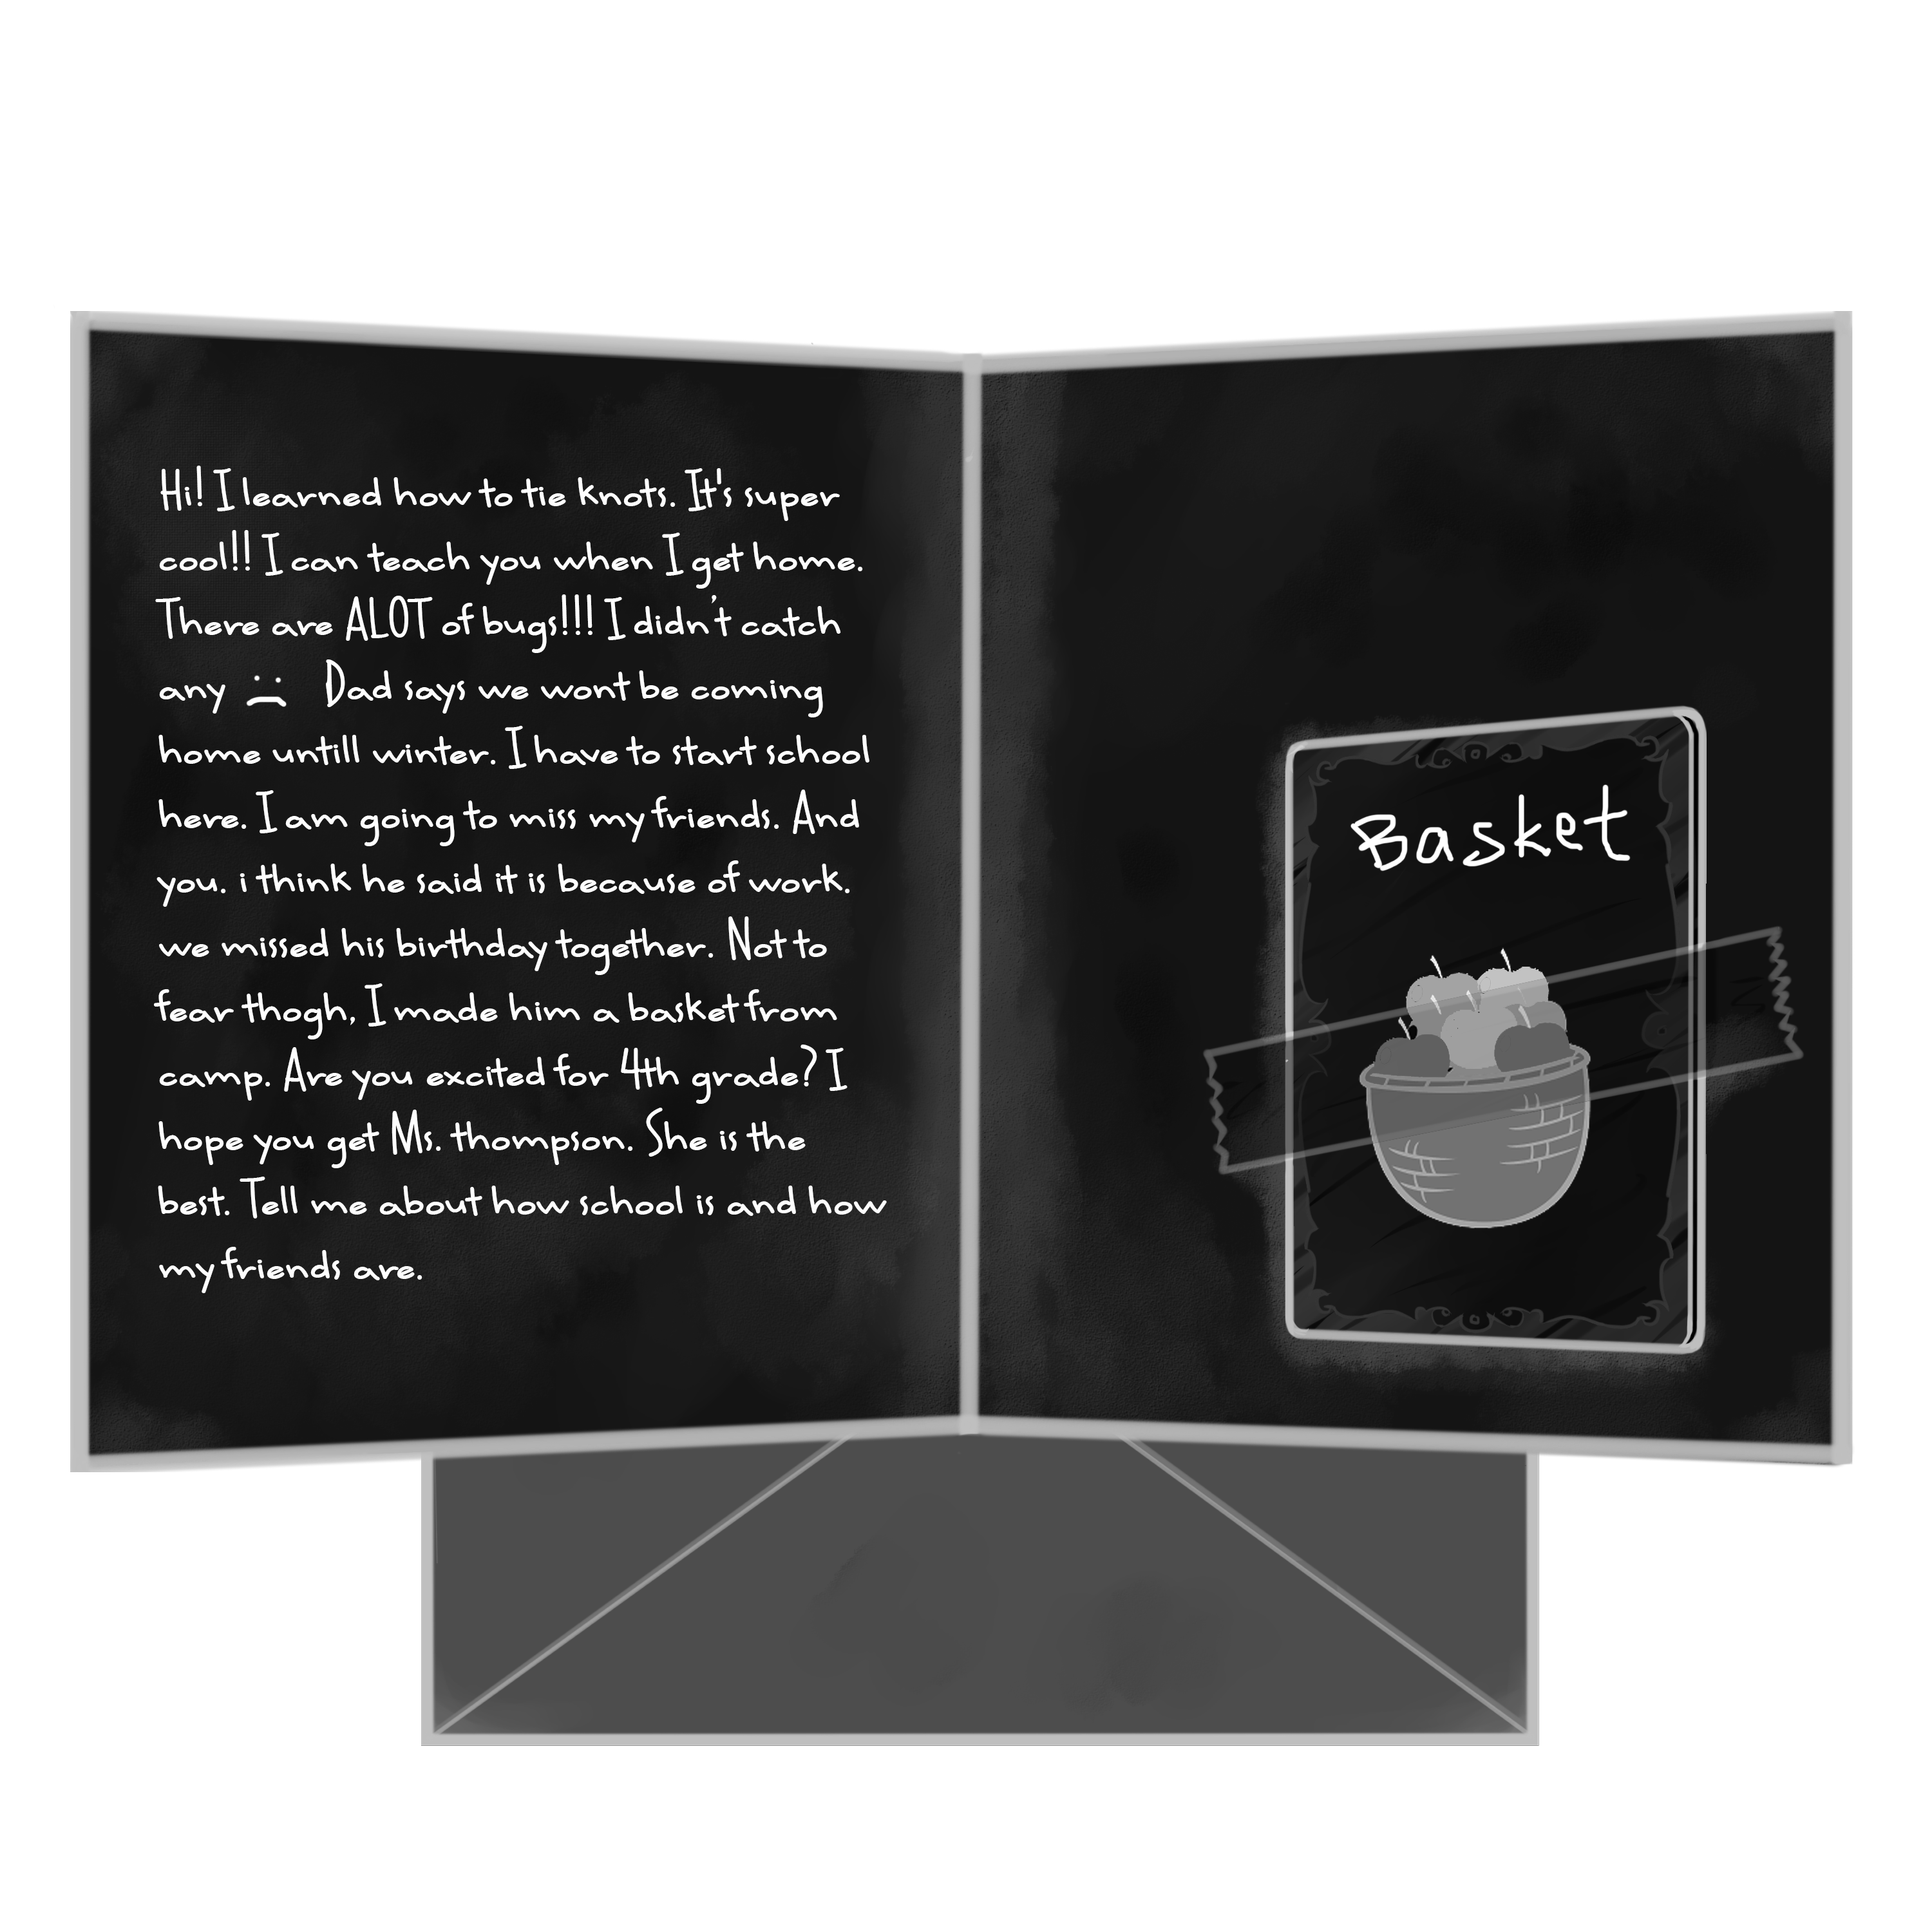 Hi! I learned how to tie knots. It's super
cool!! I can teach you when I get home.
There are ALOT of bugs!!! I didn't catch
any :( Dad says we wont be coming
home untill winter. I have to start school
here. I am going to miss my friends. And
you. i think he said it is because of work.
we missed his birthday together. Not to
fear thogh, I made him a basket from
camp. Are you excited for 4th grade? I
hope you get Ms. thompson. She is the
best. Tell me about how school is and how
my friends are.
Basket